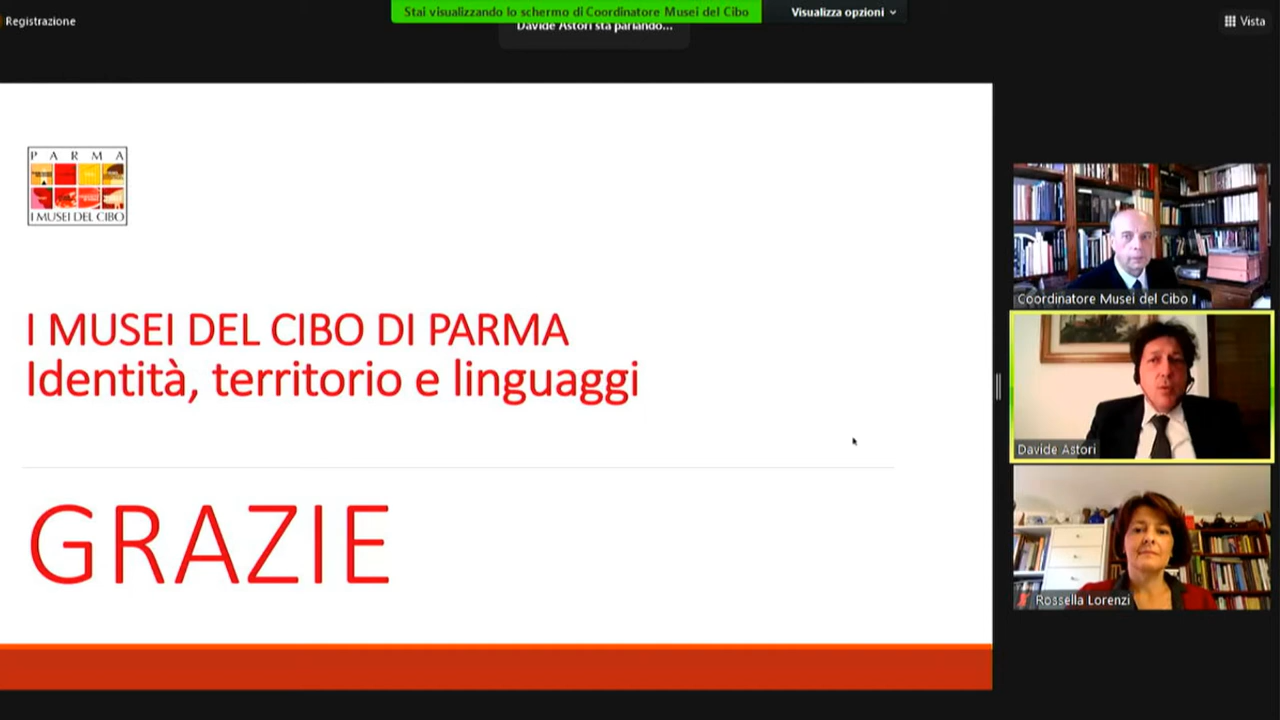 Registrazione
Stai visualizzando lo schermo di Coordinatore Musei del Cibo
Visualizza opzioni
Vista
Davide Astori sta parlando...
PARMA
I MUSEI DEL CIBO
I MUSEI DEL CIBO DI PARMA
Identità, territorio e linguaggi
GRAZIE
Coordinatore Musei del Cibo
Davide Astori
Rossella Lorenzi